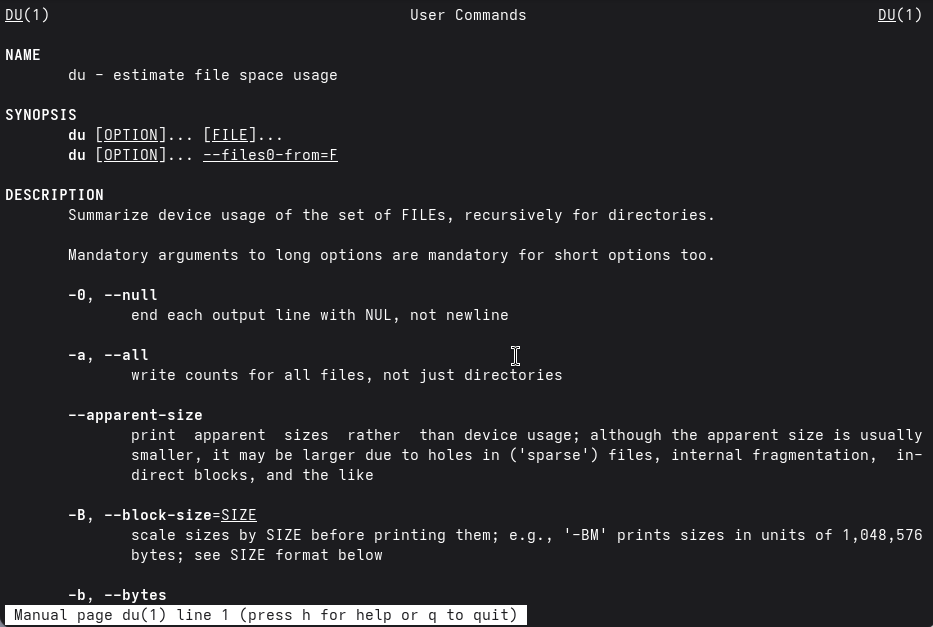 DU(1) User Commands DU(1)
NAME
du - estimate file space usage
SYNOPSIS
du [OPTION]... [FILE]...
du [OPTION]... --files0-from=F
DESCRIPTION
Summarize device usage of the set of FILEs, recursively for directories.
Mandatory arguments to long options are mandatory for short options too.
-0, --null
end each output line with NUL, not newline
-a, --all
write counts for all files, not just directories
--apparent-size
print apparent sizes rather than device usage; although the apparent size is usually
smaller, it may be larger due to holes in ('sparse') files, internal fragmentation, in-
direct blocks, and the like
-B, --block-size=SIZE
scale sizes by SIZE before printing them; e.g., '-BM' prints sizes in units of 1,048,576
bytes; see SIZE format below
-b, --bytes
Manual page du(1) line 1 (press h for help or q to quit)